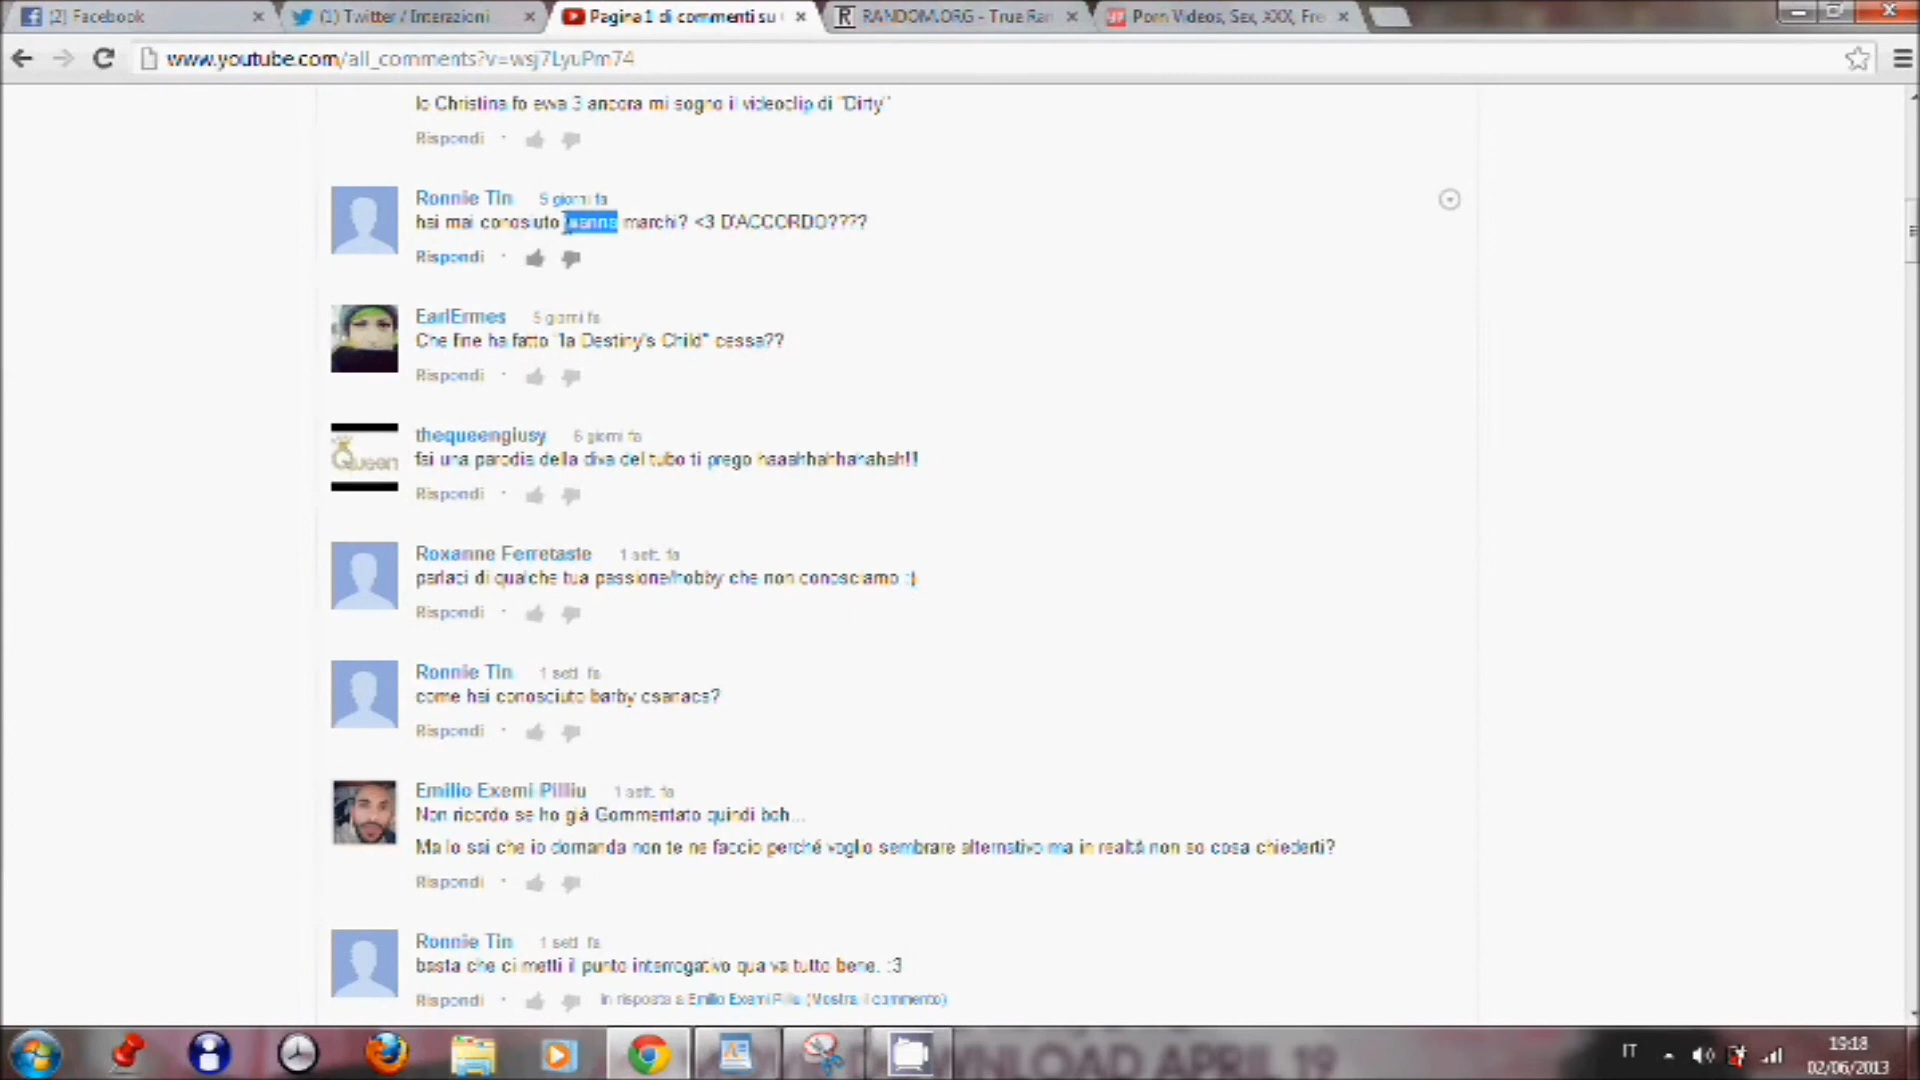 [2] Facebook
(1) Twitter / Interazioni
Pagina 1 di commenti su
RANDOM.ORG - True Ran
Porn Videos, Sex, XXX, Fre
www.youtube.com/all_comments?v=wsj7LyuPm74
Io Christina fo ewa 3 ancora mi sogno il videoclip di "Dirty"
Rispondi ·
Ronnie Tin 5 giorni fa
hai mai conosiuto wanna marchi? <3 D'ACCORDO????
Rispondi ·
EarlErmes 5 giorni fa
Che fine ha fatto "la Destiny's Child" cessa??
Rispondi ·
Queen
thequeengiusy 6 giorni fa
fai una parodia della diva del tubo ti prego haaahhahhahahah!!
Rispondi ·
Roxanne Ferretaste 1 sett. fa
parlaci di qualche tua passione/hobby che non conosciamo :)
Rispondi ·
Ronnie Tin 1 sett. fa
come hai conosciuto barby
Rispondi ·
Emilio Exemi Pilliu 1 sett. fa
Non ricordo se ho già Gommentato quindi boh...
Ma lo sai che io domanda non te ne faccio perché voglio sembrare alternativo ma in realtà non so cosa chiederti?
Rispondi ·
Ronnie Tin 1 sett. fa
basta che ci metti il punto interrogativo qua va tutto bene. :3
Rispondi · in risposta a Emilio Exemi Pilliu (Mostra il commento)
DOWNLOAD APRIL 19
IT
19:18
02/06/2013